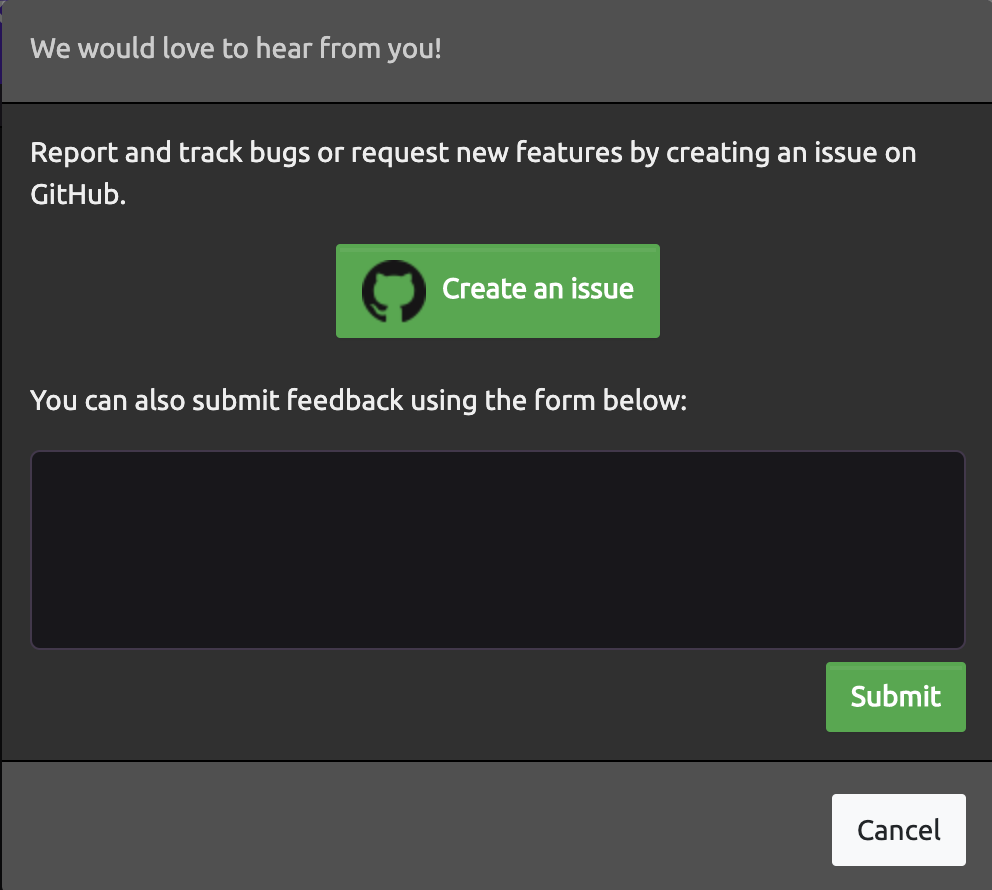 We would love to hear from you!
Report and track bugs or request new features by creating an issue on
GitHub.
Create an issue
You can also submit feedback using the form below:
Submit
Cancel